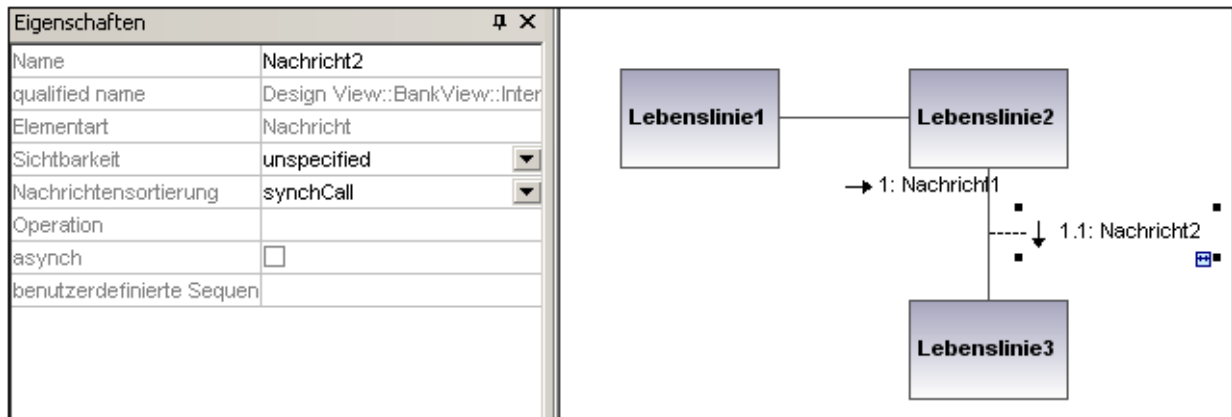 Eigenschaften
Name Nachricht2
qualified name Design View::BankView::Inter
Elementart Nachricht
Sichtbarkeit unspecified
Nachrichtensortierung synchCall
Operation
asynch
benutzerdefinierte Sequen
Lebenslinie1
Lebenslinie2
1: Nachricht1
1.1: Nachricht2
Lebenslinie3